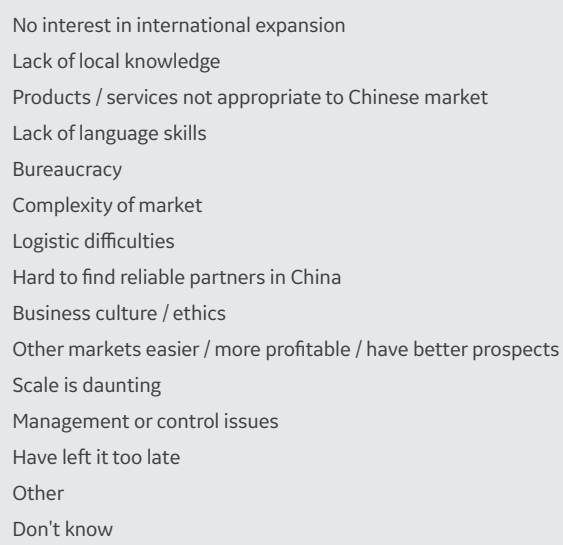 No interest in international expansion
Lack of local knowledge
Products / services not appropriate to Chinese market
Lack of language skills
Bureaucracy
Complexity of market
Logistic difficulties
Hard to find reliable partners in China
Business culture / ethics
Other markets easier / more profitable / have better prospects
Scale is daunting
Management or control issues
Have left it too late
Other
Don't know